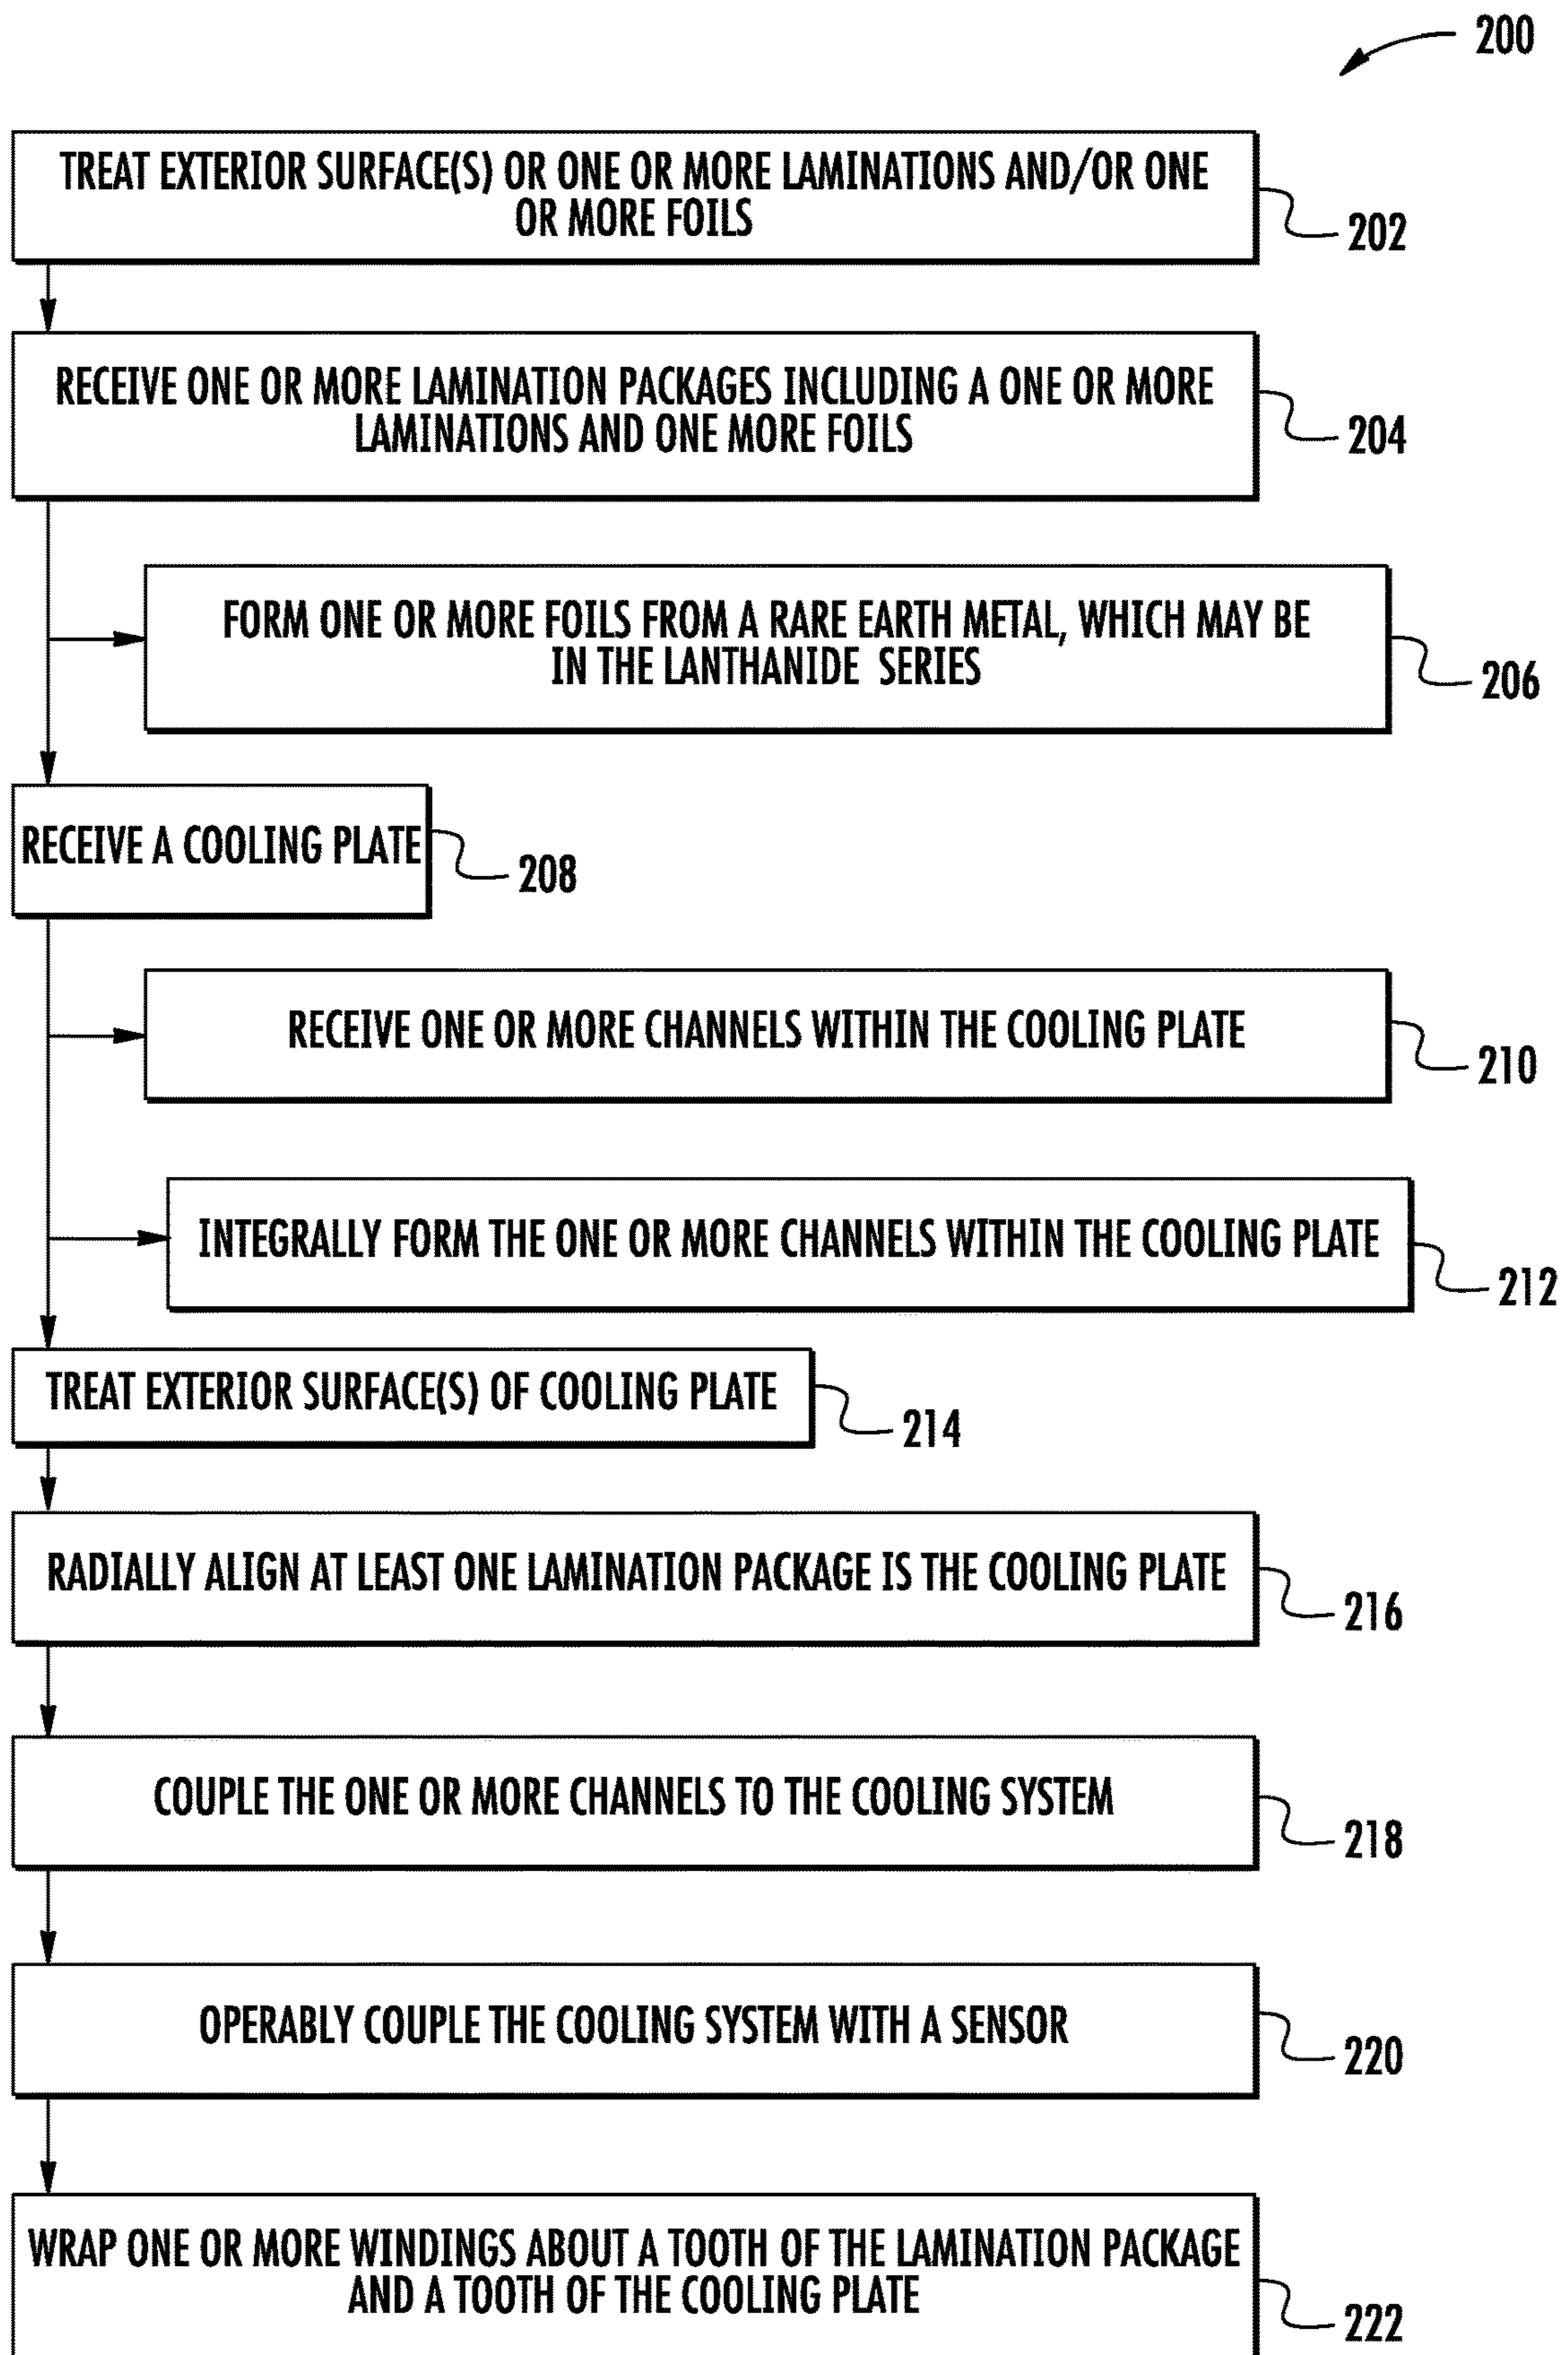 200
TREAT EXTERIOR SURFACE(S) OR ONE OR MORE LAMINATIONS AND/OR ONE
OR MORE FOILS
202
RECEIVE ONE OR MORE LAMINATION PACKAGES INCLUDING A ONE OR MORE
LAMINATIONS AND ONE MORE FOILS
204
FORM ONE OR MORE FOILS FROM A RARE EARTH METAL, WHICH MAY BE
IN THE LANTHANIDE SERIES
206
RECEIVE A COOLING PLATE
208
RECEIVE ONE OR MORE CHANNELS WITHIN THE COOLING PLATE
210
INTEGRALLY FORM THE ONE OR MORE CHANNELS WITHIN THE COOLING PLATE
212
TREAT EXTERIOR SURFACE(S) OF COOLING PLATE
214
RADIALLY ALIGN AT LEAST ONE LAMINATION PACKAGE IS THE COOLING PLATE
216
COUPLE THE ONE OR MORE CHANNELS TO THE COOLING SYSTEM
218
OPERABLY COUPLE THE COOLING SYSTEM WITH A SENSOR
220
WRAP ONE OR MORE WINDINGS ABOUT A TOOTH OF THE LAMINATION PACKAGE
AND A TOOTH OF THE COOLING PLATE
222